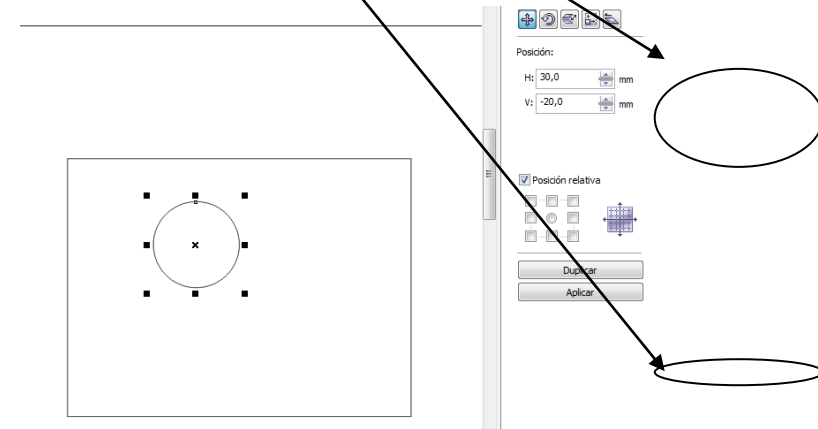 Posición:
H: 30,0 mm
V: -20,0 mm
Posición relativa
Duplicar
Aplicar